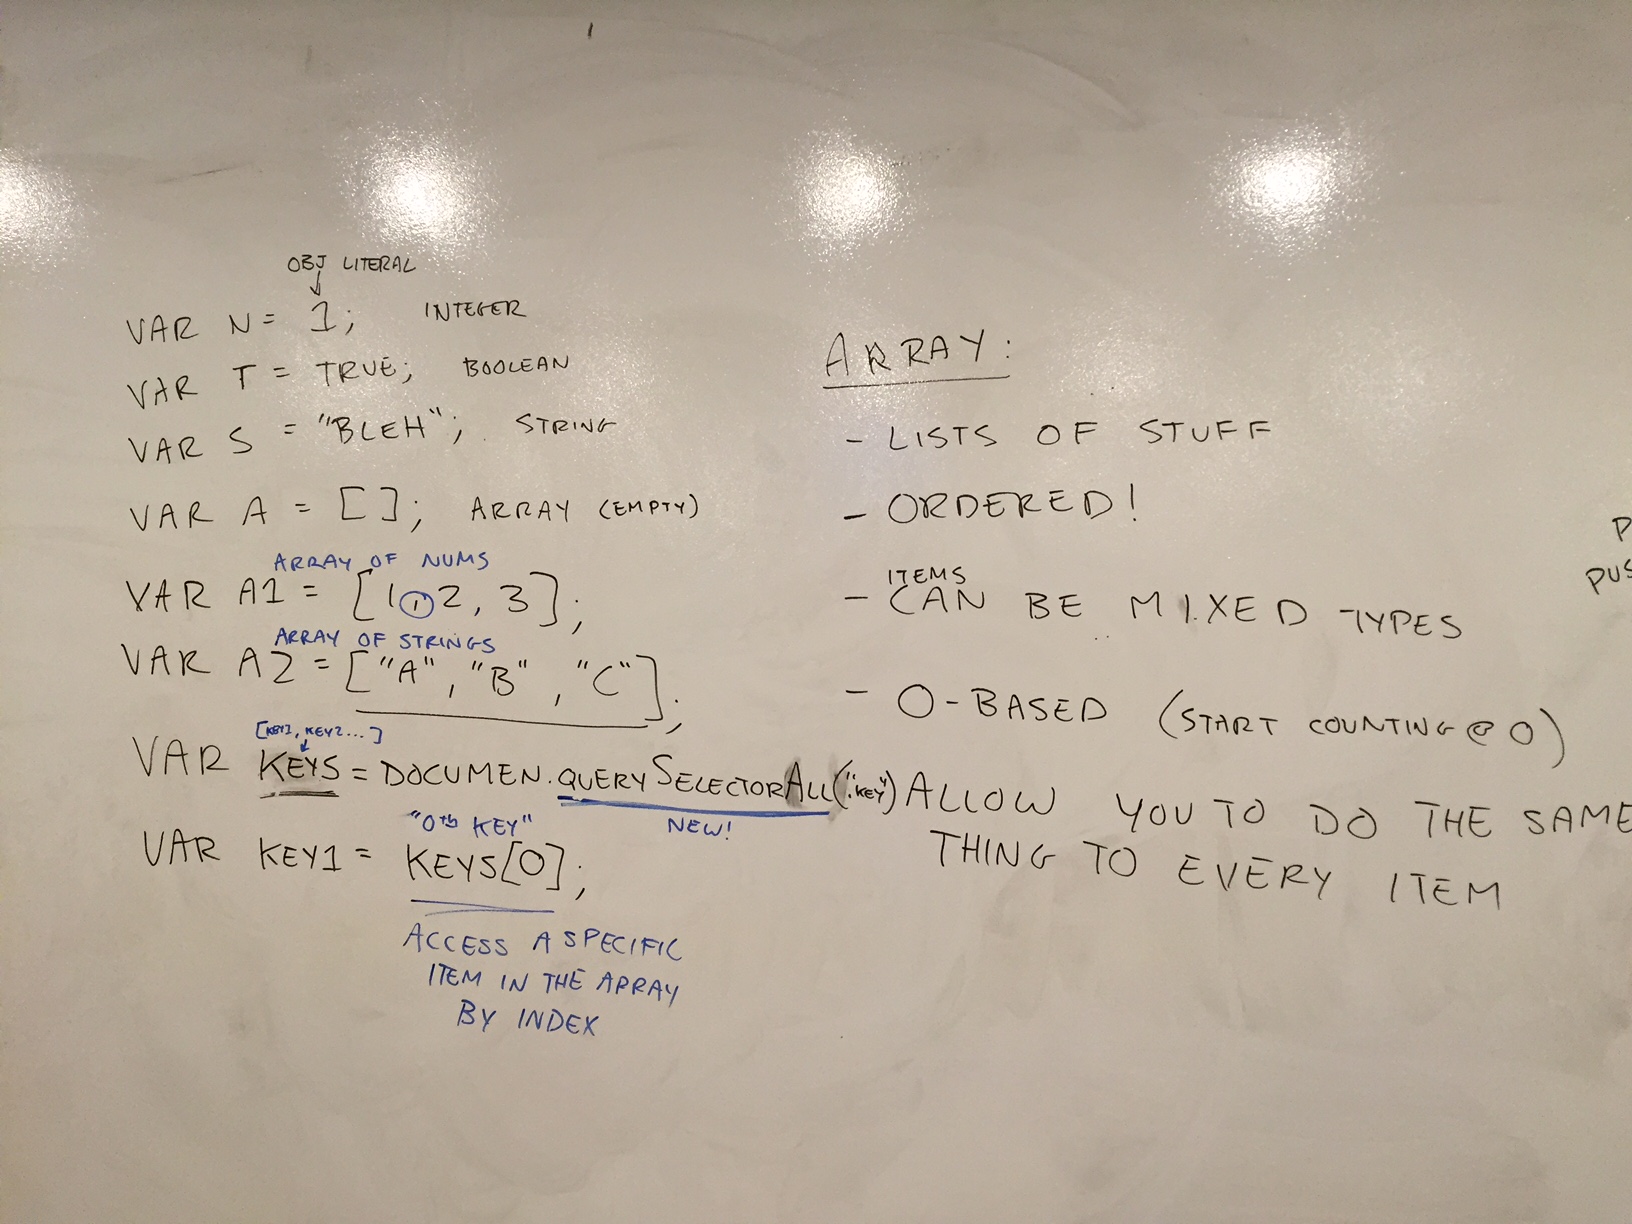 OBJ LITERAL
VAR N = 1; INTEGER
VAR T = TRUE; BOOLEAN
VAR S = "BLEH"; STRING
VAR A = []; ARRAY (EMPTY)
ARRAY OF NUMS
VAR A1 = [1,2,3];
ARRAY OF STRINGS
VAR A2 = ["A","B","C"];
[KEY1, KEY2...]
VAR KEYS = DOCUMEN.QUERYSELECTORALL(".KEY")
NEW!
"0th KEY"
VAR KEY1 = KEYS[0];
ACCESS A SPECIFIC
ITEM IN THE ARRAY
BY INDEX
ARRAY:
- LISTS OF STUFF
- ORDERED!
ITEMS
- CAN BE MIXED TYPES
- 0-BASED (START COUNTING @ 0)
ALLOW YOU TO DO THE SAME
THING TO EVERY ITEM
P
PUS